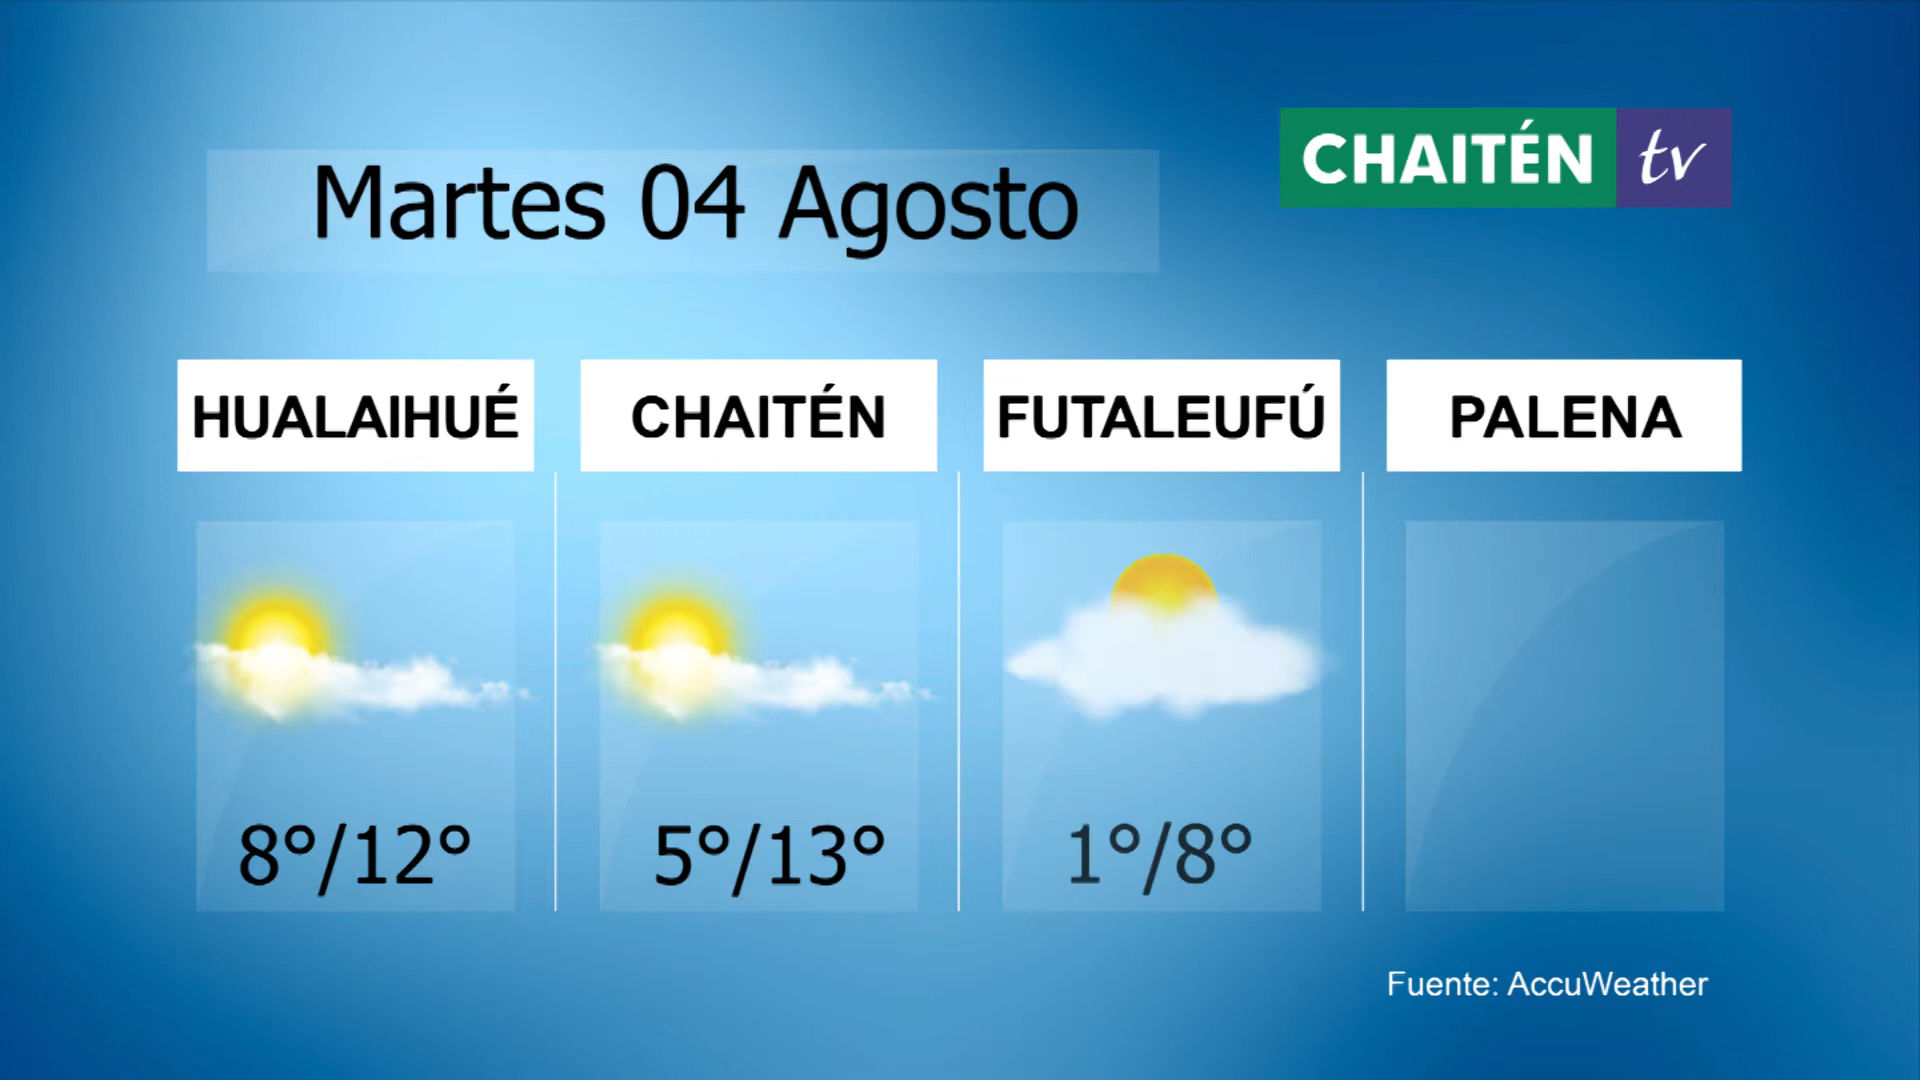 CHAITÉN tv
Martes 04 Agosto
HUALAIHUÉ
CHAITÉN
FUTALEUFÚ
PALENA
8°/12°
5°/13°
1°/8°
Fuente: AccuWeather